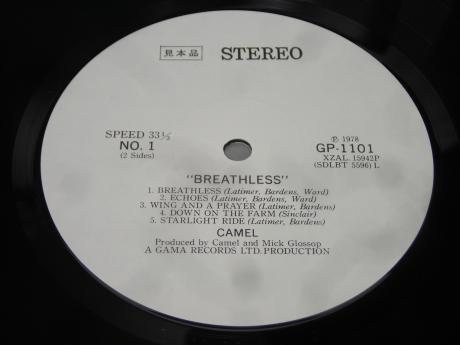 見本品 STEREO
SPEED 33 1/3
NO. 1
(2 Sides)
℗ 1978
GP-1101
XZAL. 15942P
(SDLBT 5596) L
"BREATHLESS"
1. BREATHLESS (Latimer, Bardens, Ward)
2. ECHOES (Latimer, Bardens, Ward)
3. WING AND A PRAYER (Latimer, Bardens)
4. DOWN ON THE FARM (Sinclair)
5. STARLIGHT RIDE (Latimer, Bardens)
CAMEL
Produced by Camel and Mick Glossop
A GAMA RECORDS LTD. PRODUCTION